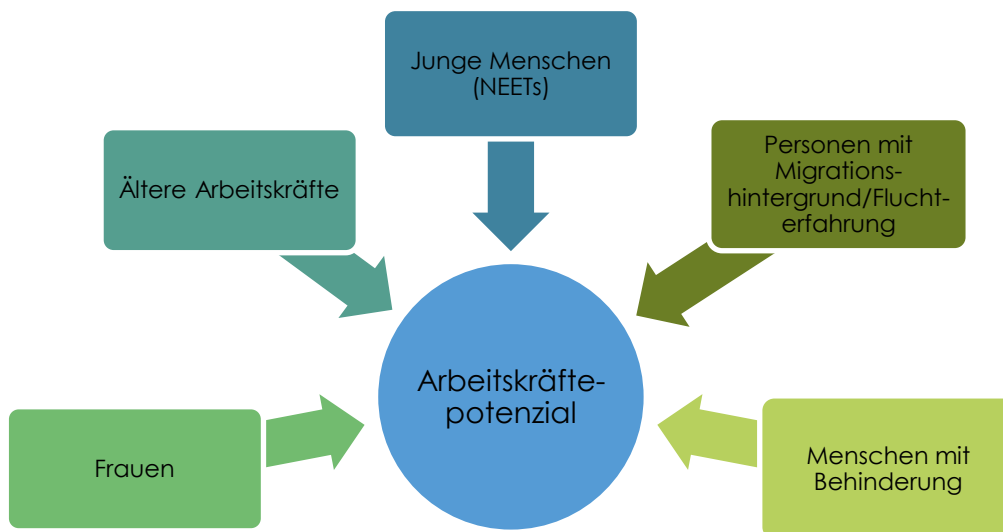 Junge Menschen
(NEETs)
Ältere Arbeitskräfte
Personen mit
Migrations-
hintergrund/Flucht-
erfahrung
Arbeitskräfte-
potenzial
Frauen
Menschen mit
Behinderung